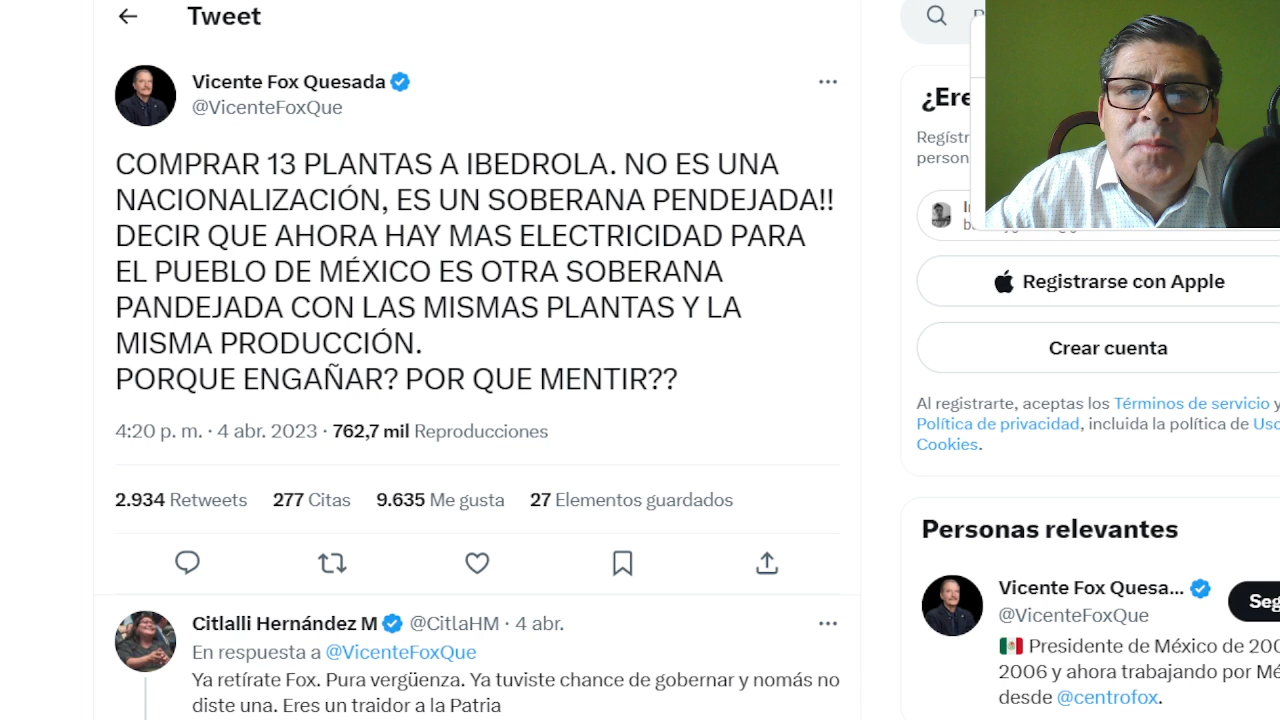 Tweet
Vicente Fox Quesada
@VicenteFoxQue
COMPRAR 13 PLANTAS A IBEDROLA. NO ES UNA
NACIONALIZACIÓN, ES UN SOBERANA PENDEJADA!!
DECIR QUE AHORA HAY MAS ELECTRICIDAD PARA
EL PUEBLO DE MÉXICO ES OTRA SOBERANA
PANDEJADA CON LAS MISMAS PLANTAS Y LA
MISMA PRODUCCIÓN.
PORQUE ENGAÑAR? POR QUE MENTIR??
4:20 p. m. · 4 abr. 2023 · 762,7 mil Reproducciones
2.934 Retweets 277 Citas 9.635 Me gusta 27 Elementos guardados
Citlalli Hernández M @CitlaHM · 4 abr.
En respuesta a @VicenteFoxQue
Ya retírate Fox. Pura vergüenza. Ya tuviste chance de gobernar y nomás no
diste una. Eres un traidor a la Patria
¿Ere
Regístr
person
Registrarse con Apple
Crear cuenta
Al registrarte, aceptas los Términos de servicio y
Política de privacidad, incluida la política de Uso
Cookies.
Personas relevantes
Vicente Fox Quesa...
@VicenteFoxQue
Seg
Presidente de México de 200
2006 y ahora trabajando por Mé
desde @centrofox.